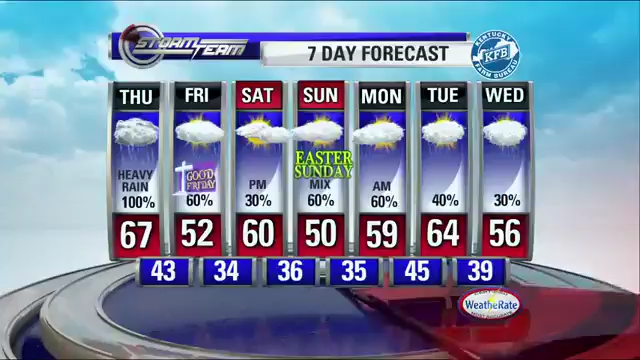 STORM TEAM
7 DAY FORECAST
KENTUCKY
KFB
FARM BUREAU
THU FRI SAT SUN MON TUE WED
EASTER
SUNDAY
GOOD
FRIDAY
HEAVY
RAIN PM MIX AM
100% 60% 30% 60% 60% 40% 30%
67 52 60 50 59 64 56
43 34 36 35 45 39
WeatheRate